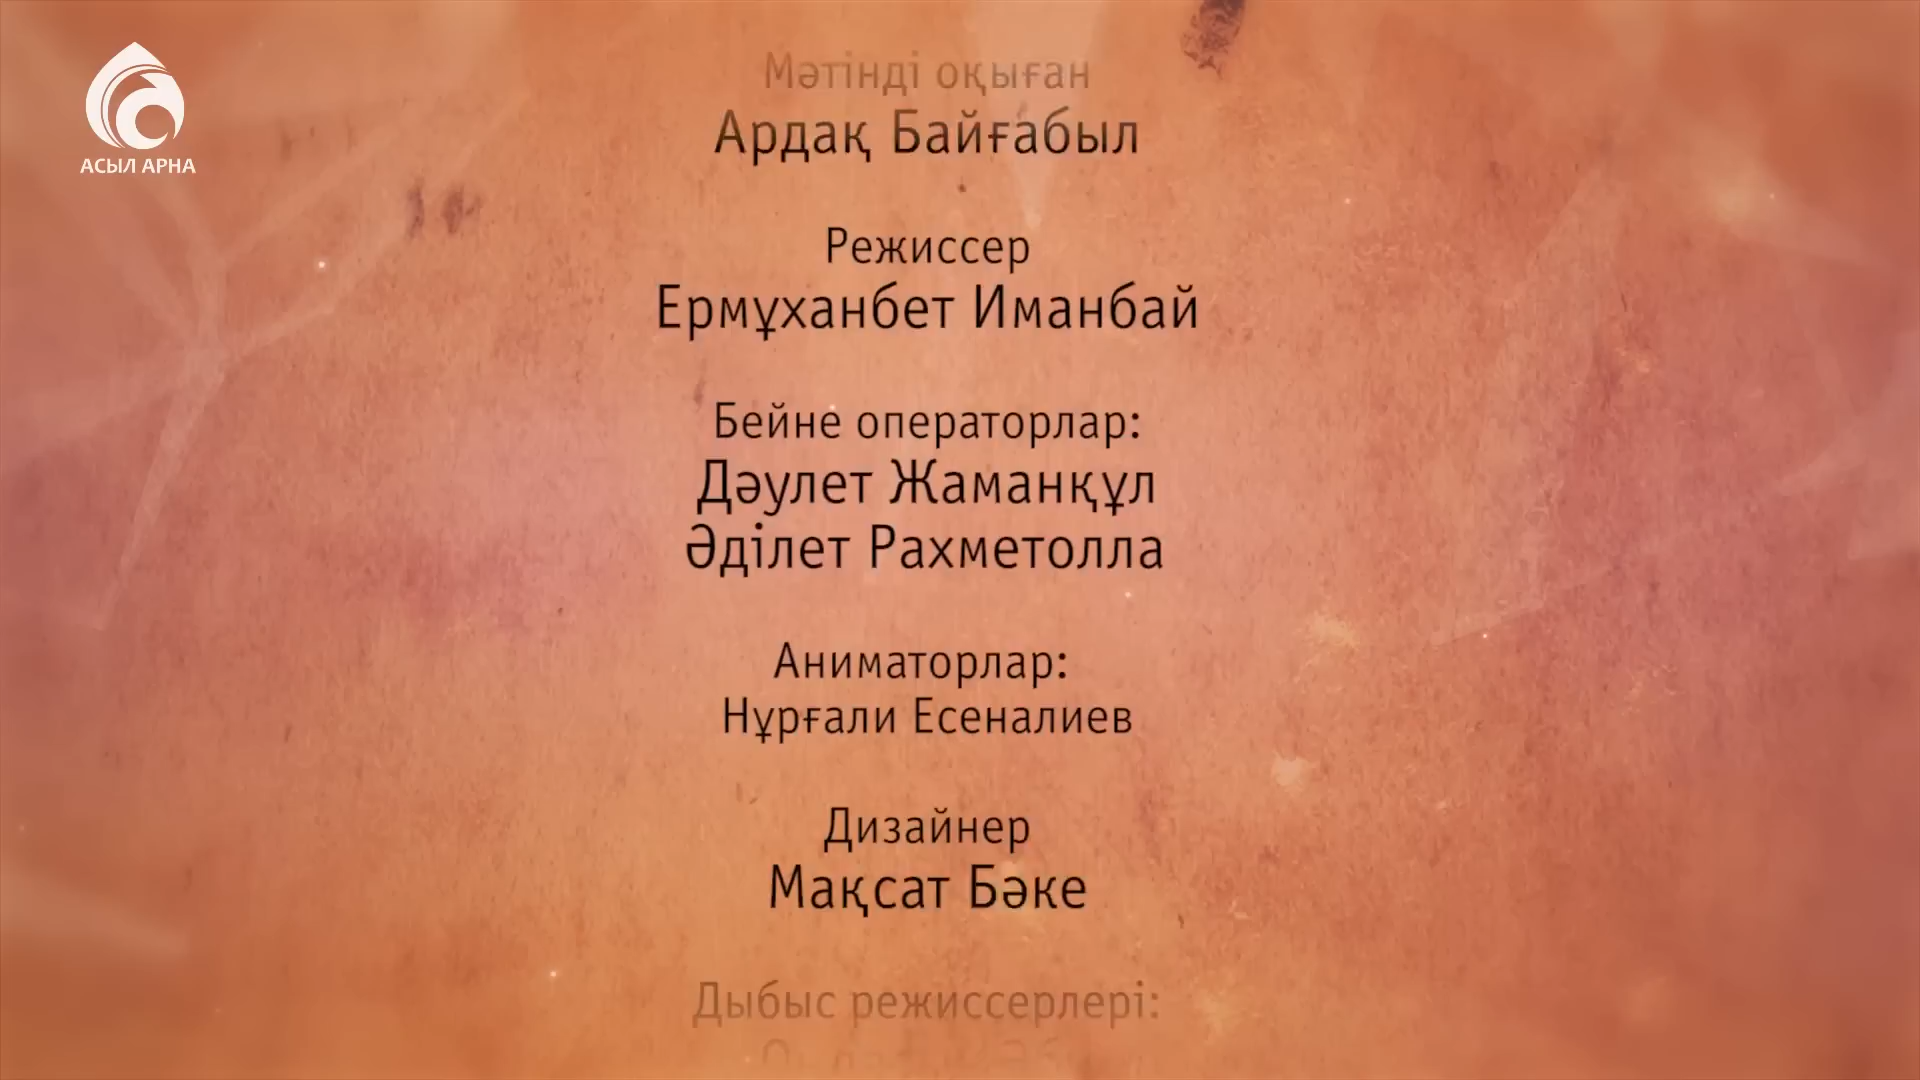 АСЫЛ АРНА
Мәтінді оқыған
Ардақ Байғабыл
Режиссер
Ермұханбет Иманбай
Бейне операторлар:
Дәулет Жаманқұл
Әділет Рахметолла
Аниматорлар:
Нұрғали Есеналиев
Дизайнер
Мақсат Бәке
Дыбыс режиссерлері: